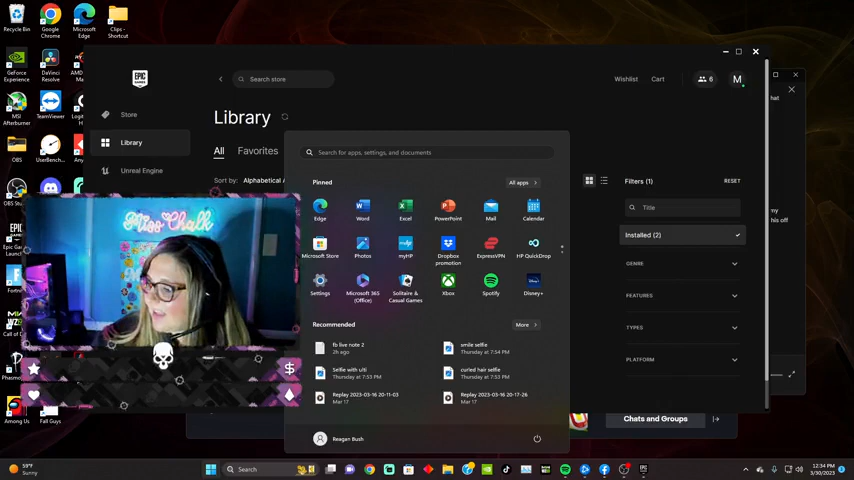 Recycle Bin
Google Chrome
Microsoft Edge
Clips - Shortcut
GeForce Experience
DaVinci Resolve
MSI Afterburner
TeamViewer
OBS
UserBench...
Among Us
Fall Guys
EPIC GAMES
Search store
Wishlist
Cart
6
M
Store
Library
Unreal Engine
Library
All
Favorites
Sort by: Alphabetical
Search for apps, settings, and documents
Pinned
All apps
Edge
Word
Excel
PowerPoint
Mail
Calendar
Microsoft Store
Photos
myHP
Dropbox promotion
ExpressVPN
HP QuickDrop
Settings
Microsoft 365 (Office)
Solitaire & Casual Games
Xbox
Spotify
Disney+
Recommended
More
fb live note 2
2h ago
smile selfie
Thursday at 7:54 PM
Selfie with ulti
Thursday at 7:53 PM
curled hair selfie
Thursday at 7:53 PM
Replay 2023-03-16 20-11-03
Mar 17
Replay 2023-03-16 20-17-26
Mar 17
Reagan Bush
Filters (1)
RESET
Title
Installed (2)
GENRE
FEATURES
TYPES
PLATFORM
Chats and Groups
Miss Chalk
59°F
Sunny
Search
12:34 PM
3/30/2023